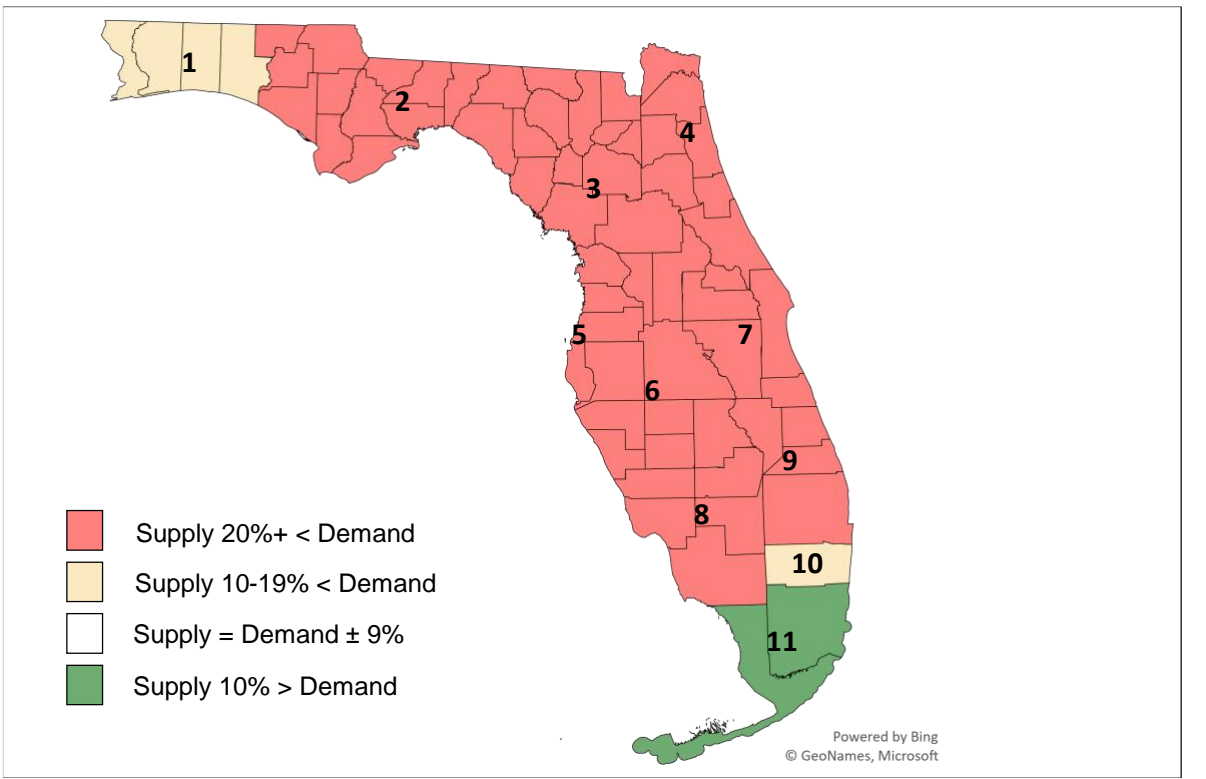 1
2
4
3
5
7
6
9
8
10
11
Supply 20%+ < Demand
Supply 10-19% < Demand
Supply = Demand ± 9%
Supply 10% > Demand
Powered by Bing
© GeoNames, Microsoft